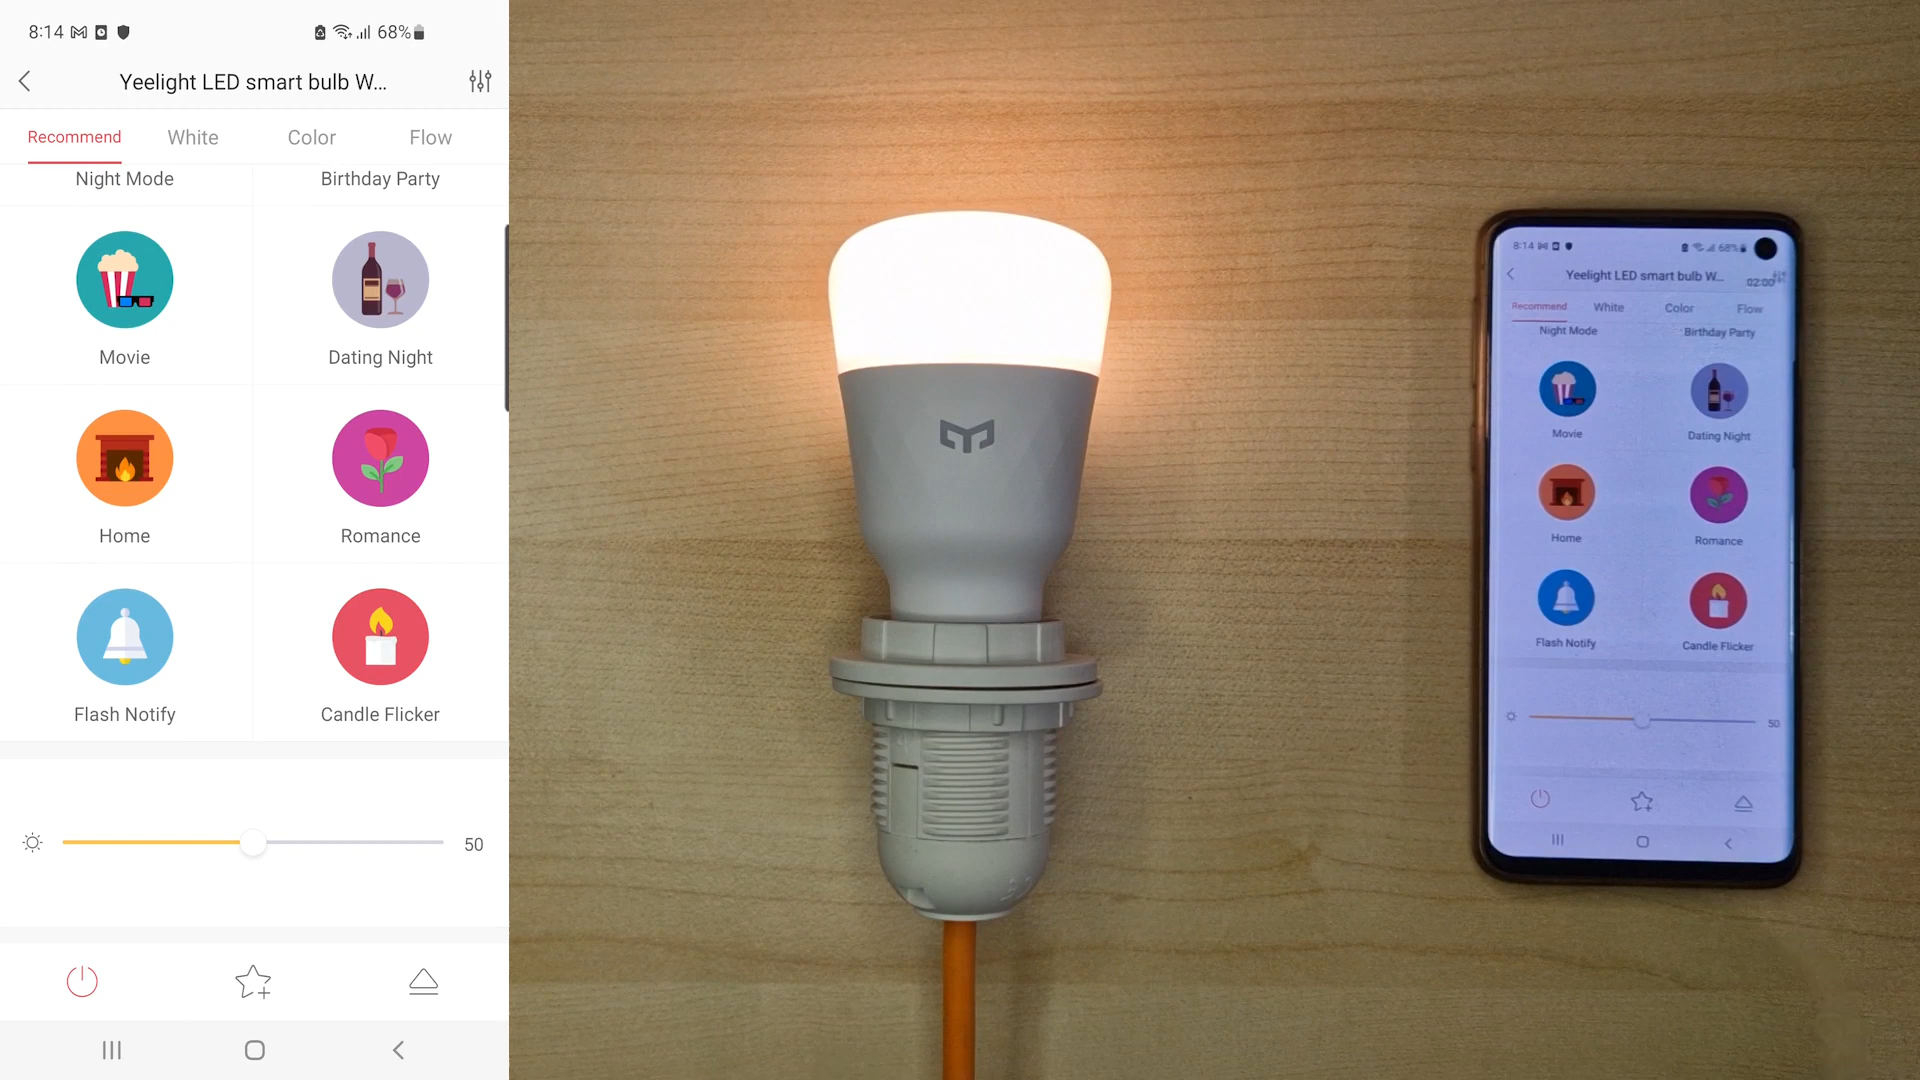 8:14 68%
Yeelight LED smart bulb W...
Recommend White Color Flow
Night Mode Birthday Party
Movie Dating Night
Home Romance
Flash Notify Candle Flicker
50
8:14 68%
Yeelight LED smart bulb W...
02:00
Recommend White Color Flow
Night Mode Birthday Party
Movie Dating Night
Home Romance
Flash Notify Candle Flicker
50